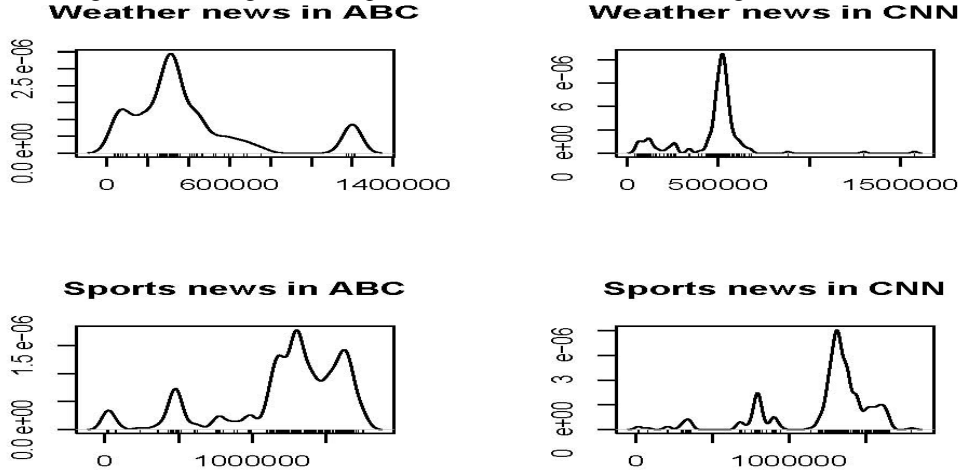 Weather news in ABC
0.0e+00 2.5e-06
0 600000 1400000
Weather news in CNN
0 e+00 6 e-06
0 500000 1500000
Sports news in ABC
0.0e+00 1.5e-06
0 1000000
Sports news in CNN
0 e+00 3 e-06
0 1000000